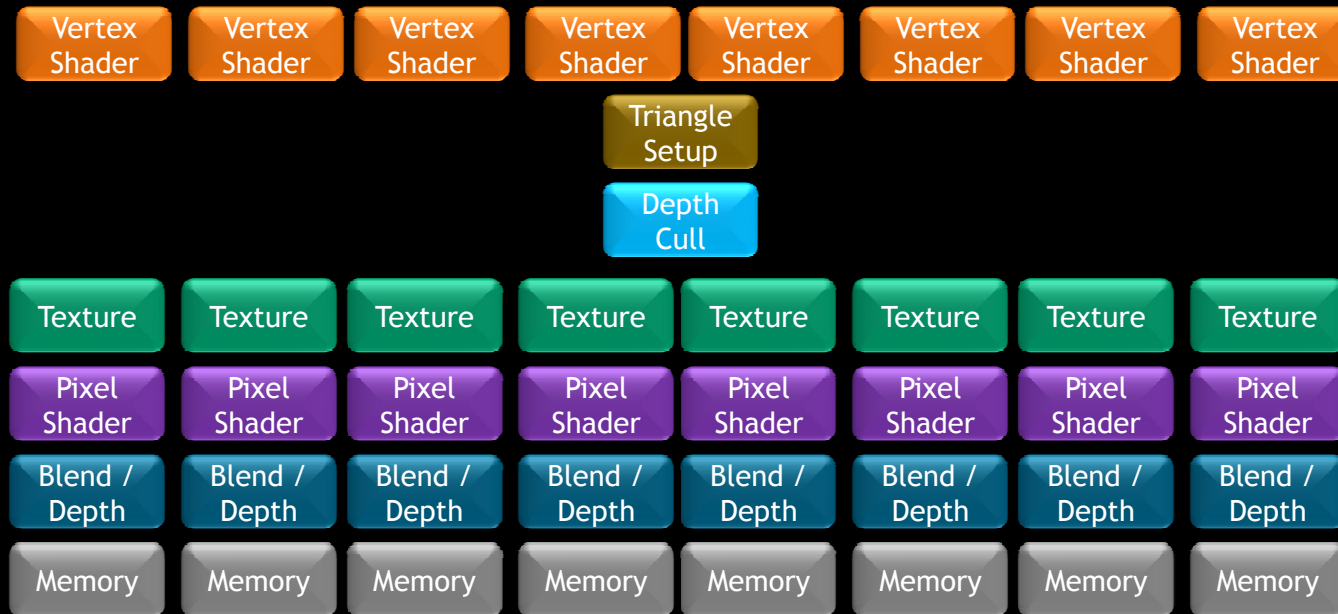 Vertex Vertex Vertex Vertex Vertex Vertex Vertex Vertex
Shader Shader Shader Shader Shader Shader Shader Shader
Triangle
Setup
Depth
Cull
Texture Texture Texture Texture Texture Texture Texture Texture
Pixel Pixel Pixel Pixel Pixel Pixel Pixel Pixel
Shader Shader Shader Shader Shader Shader Shader Shader
Blend / Blend / Blend / Blend / Blend / Blend / Blend / Blend /
Depth Depth Depth Depth Depth Depth Depth Depth
Memory Memory Memory Memory Memory Memory Memory Memory